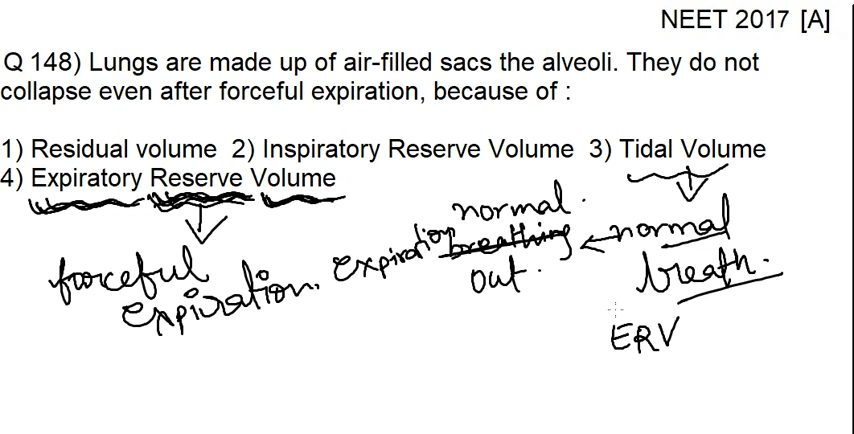 NEET 2017 [A]
Q 148) Lungs are made up of air-filled sacs the alveoli. They do not
collapse even after forceful expiration, because of :
1) Residual volume 2) Inspiratory Reserve Volume 3) Tidal Volume
4) Expiratory Reserve Volume
normal.
forceful
expiration.
expiration
breathing
out.
normal
breath.
ERV